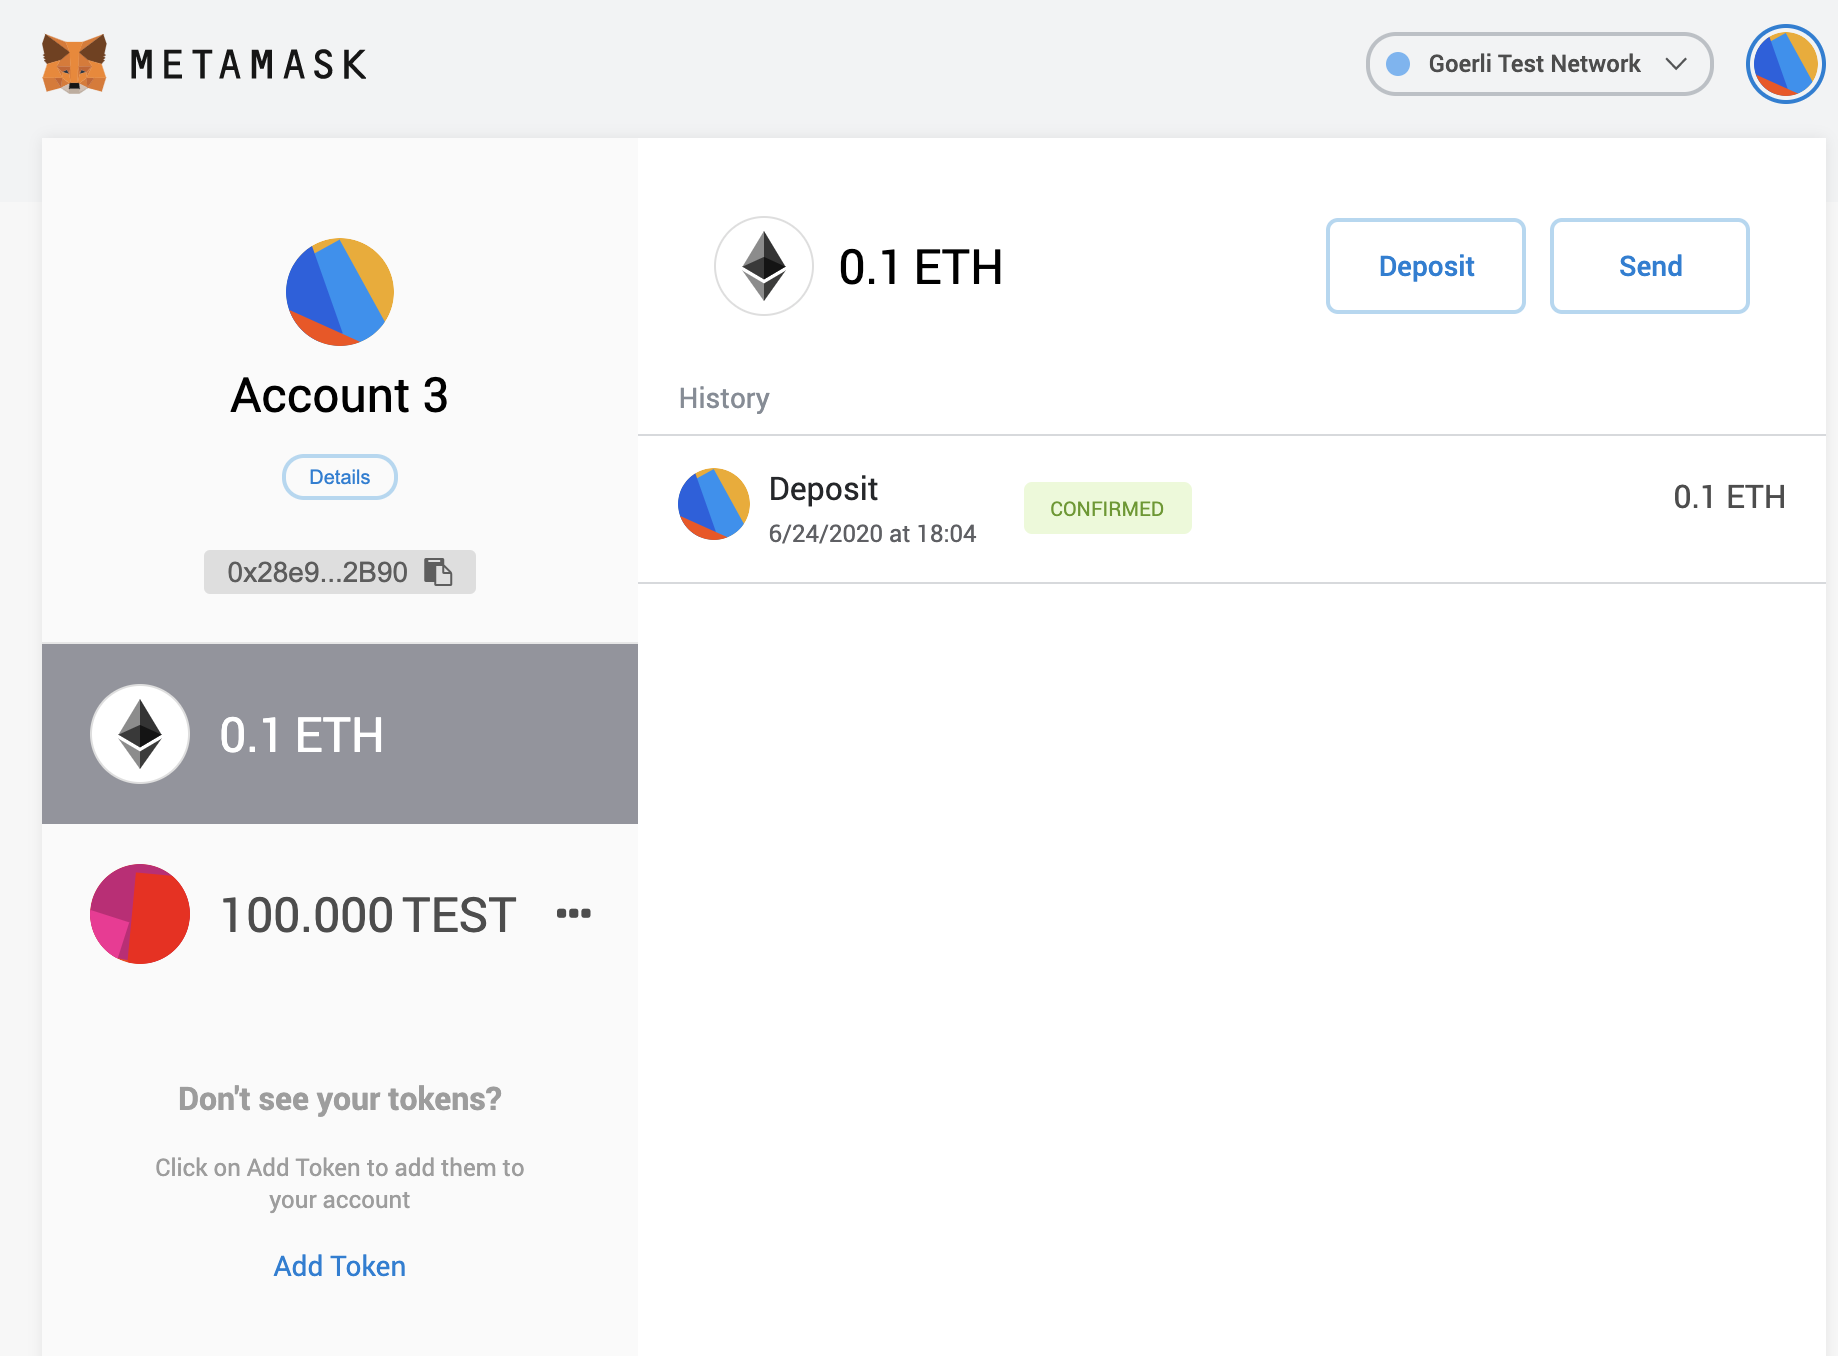 METAMASK
Goerli Test Network
Account 3
Details
0x28e9...2B90
0.1 ETH
100.000 TEST
Don't see your tokens?
Click on Add Token to add them to
your account
Add Token
0.1 ETH
Deposit
Send
History
Deposit
6/24/2020 at 18:04
CONFIRMED
0.1 ETH